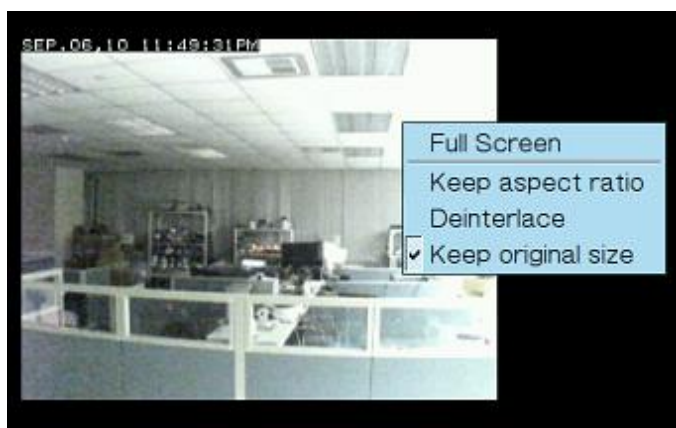 SEP.06,10 11:49:31PM
Full Screen
Keep aspect ratio
Deinterlace
Keep original size